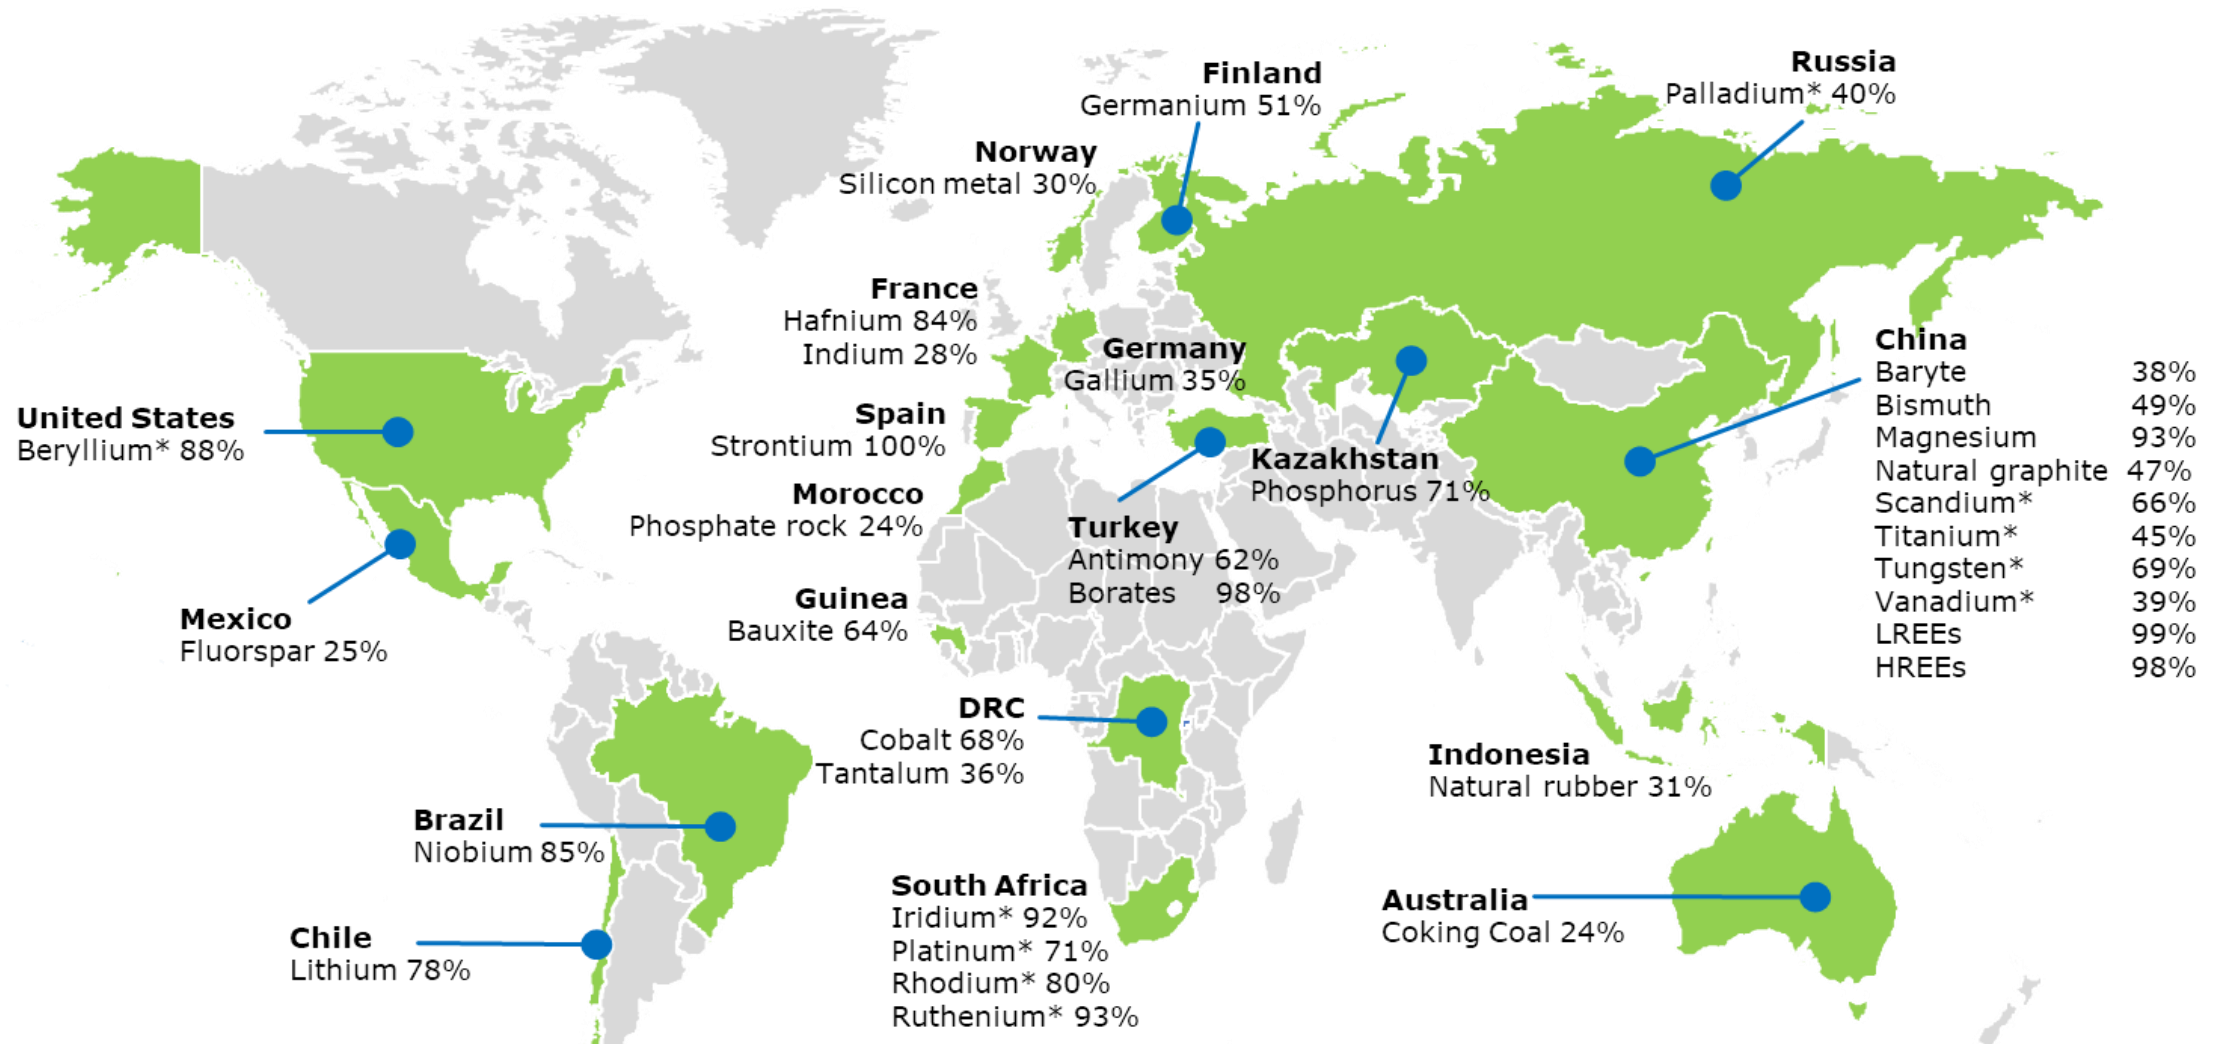 Finland
Germanium 51%
Russia
Palladium* 40%
Norway
Silicon metal 30%
France
Hafnium 84%
Indium 28%
Germany
Gallium 35%
China
Baryte 38%
Bismuth 49%
Magnesium 93%
Natural graphite 47%
Scandium* 66%
Titanium* 45%
Tungsten* 69%
Vanadium* 39%
LREEs 99%
HREEs 98%
United States
Beryllium* 88%
Spain
Strontium 100%
Kazakhstan
Phosphorus 71%
Morocco
Phosphate rock 24%
Turkey
Antimony 62%
Borates 98%
Mexico
Fluorspar 25%
Guinea
Bauxite 64%
DRC
Cobalt 68%
Tantalum 36%
Indonesia
Natural rubber 31%
Brazil
Niobium 85%
South Africa
Iridium* 92%
Platinum* 71%
Rhodium* 80%
Ruthenium* 93%
Australia
Coking Coal 24%
Chile
Lithium 78%